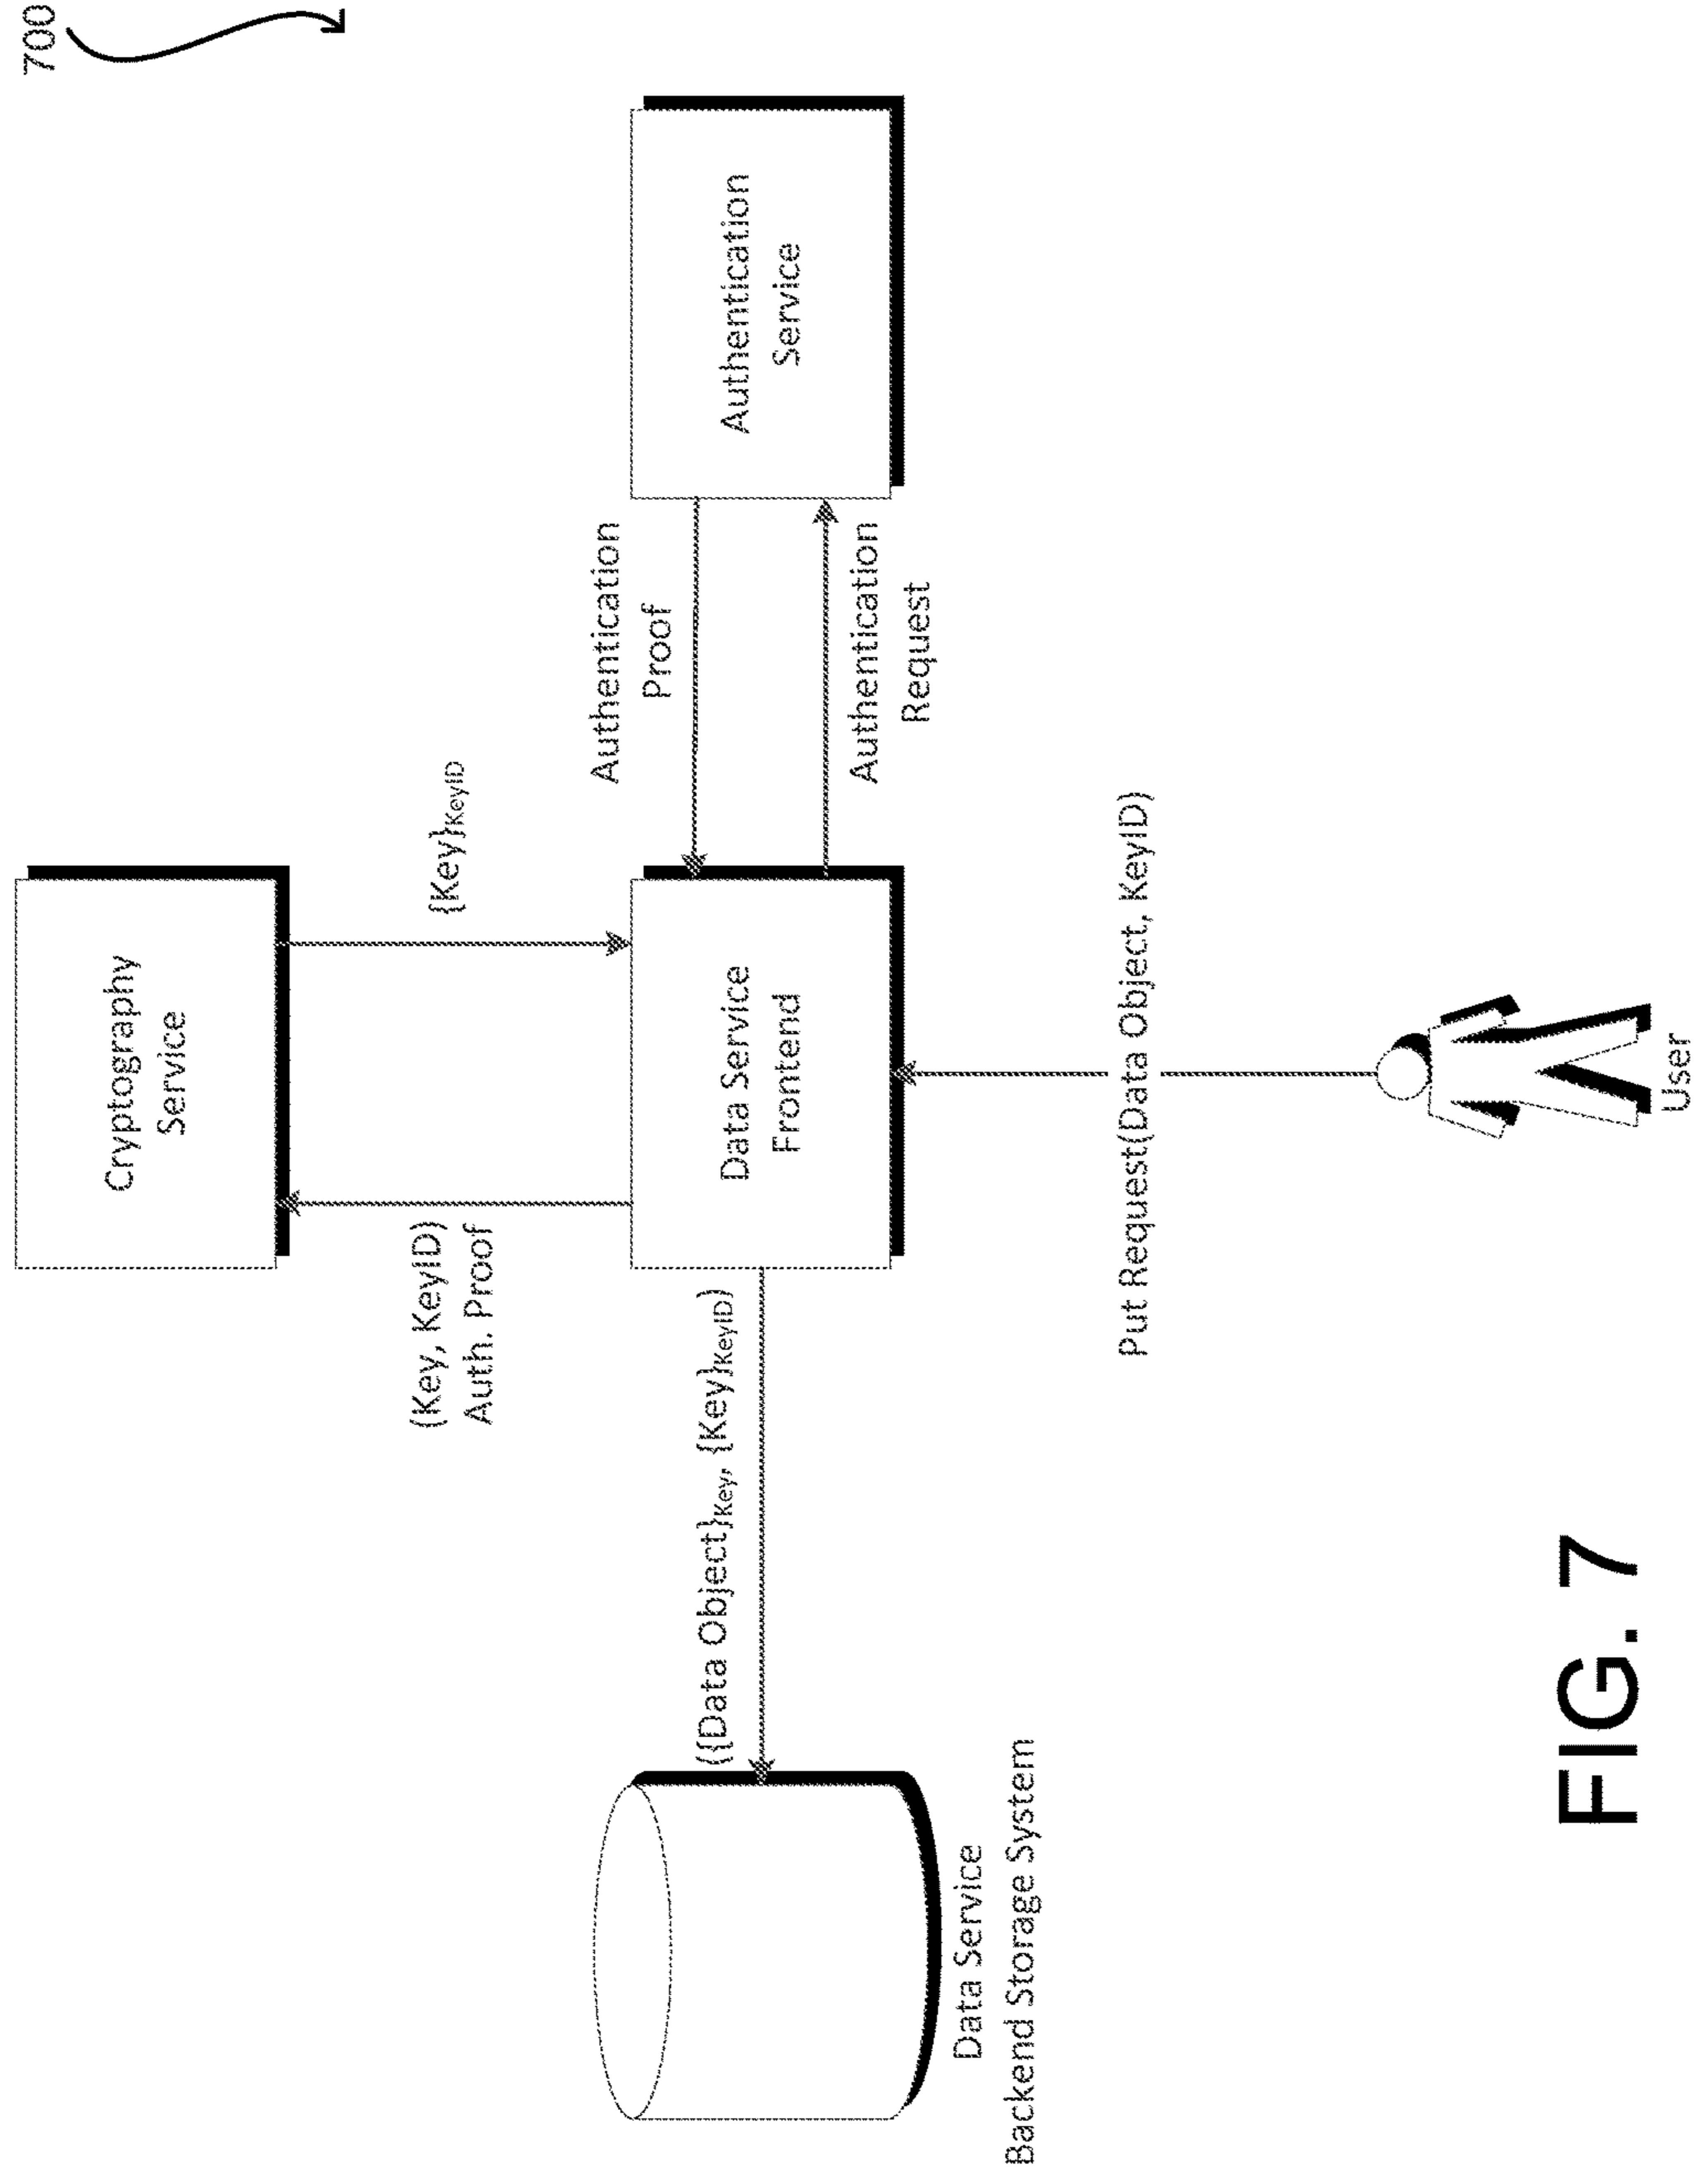 700
Cryptography
Service
(Key, KeyID)
Auth. Proof
{Key}KeyID
({Data Object}Key, {Key}KeyID)
Data Service
Frontend
Authentication
Proof
Authentication
Request
Authentication
Service
Data Service
Backend Storage System
Put Request(Data Object, KeyID)
User
FIG. 7